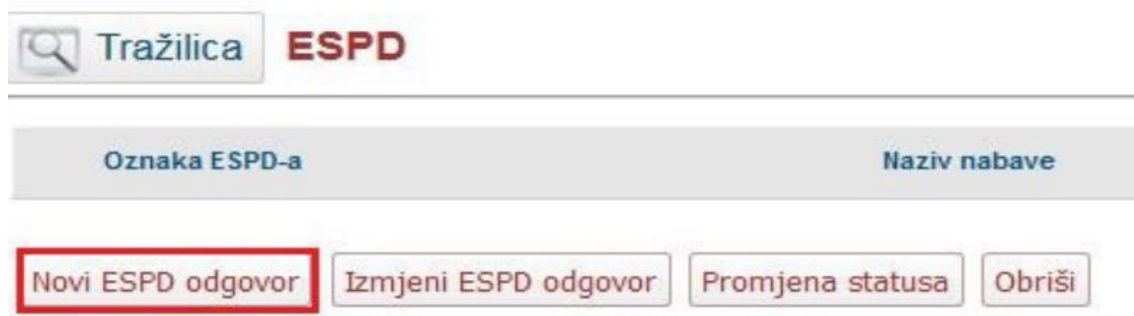 Tražilica ESPD
Oznaka ESPD-a Naziv nabave
Novi ESPD odgovor Izmjeni ESPD odgovor Promjena statusa Obriši